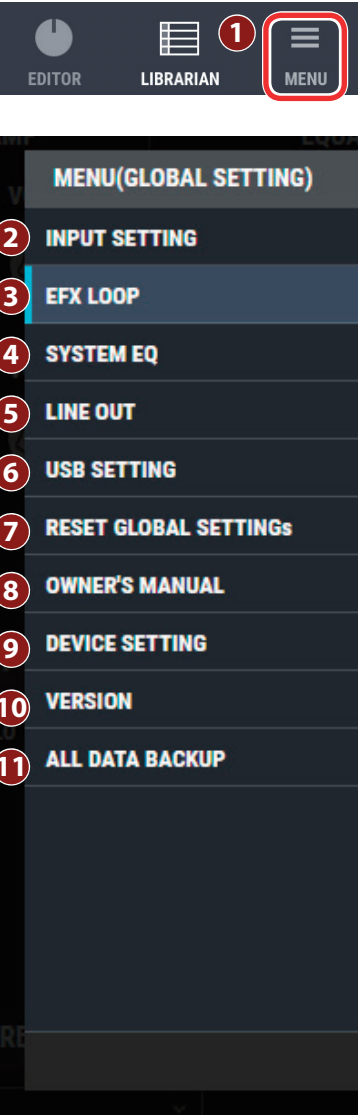 1
EDITOR LIBRARIAN MENU
MENU(GLOBAL SETTING)
2 INPUT SETTING
3 EFX LOOP
4 SYSTEM EQ
5 LINE OUT
6 USB SETTING
7 RESET GLOBAL SETTINGs
8 OWNER'S MANUAL
9 DEVICE SETTING
10 VERSION
11 ALL DATA BACKUP